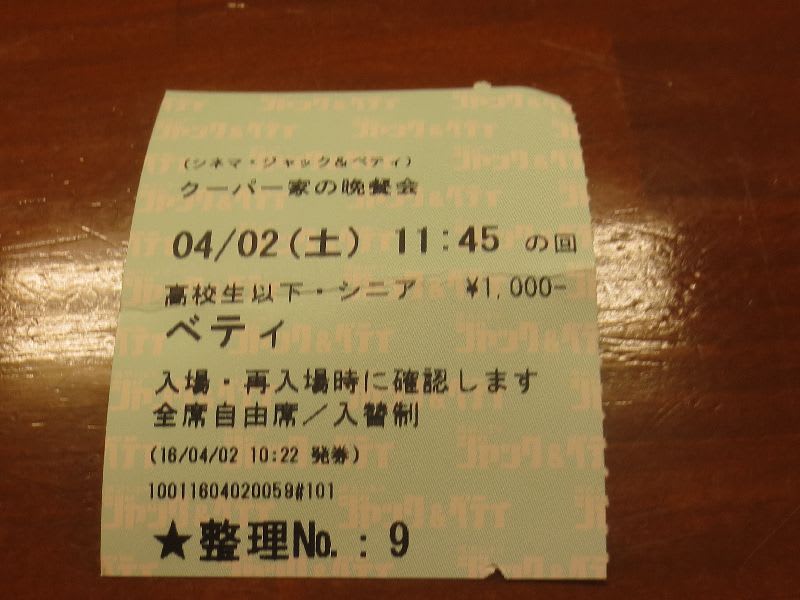 (シネマ・ジャック&ベティ)
クーパー家の晩餐会
04/02(土) 11:45 の回
高校生以下・シニア ¥1,000-
ベティ
入場・再入場時に確認します
全席自由席/入替制
(16/04/02 10:22 発券)
10011604020059#101
★整理No.: 9